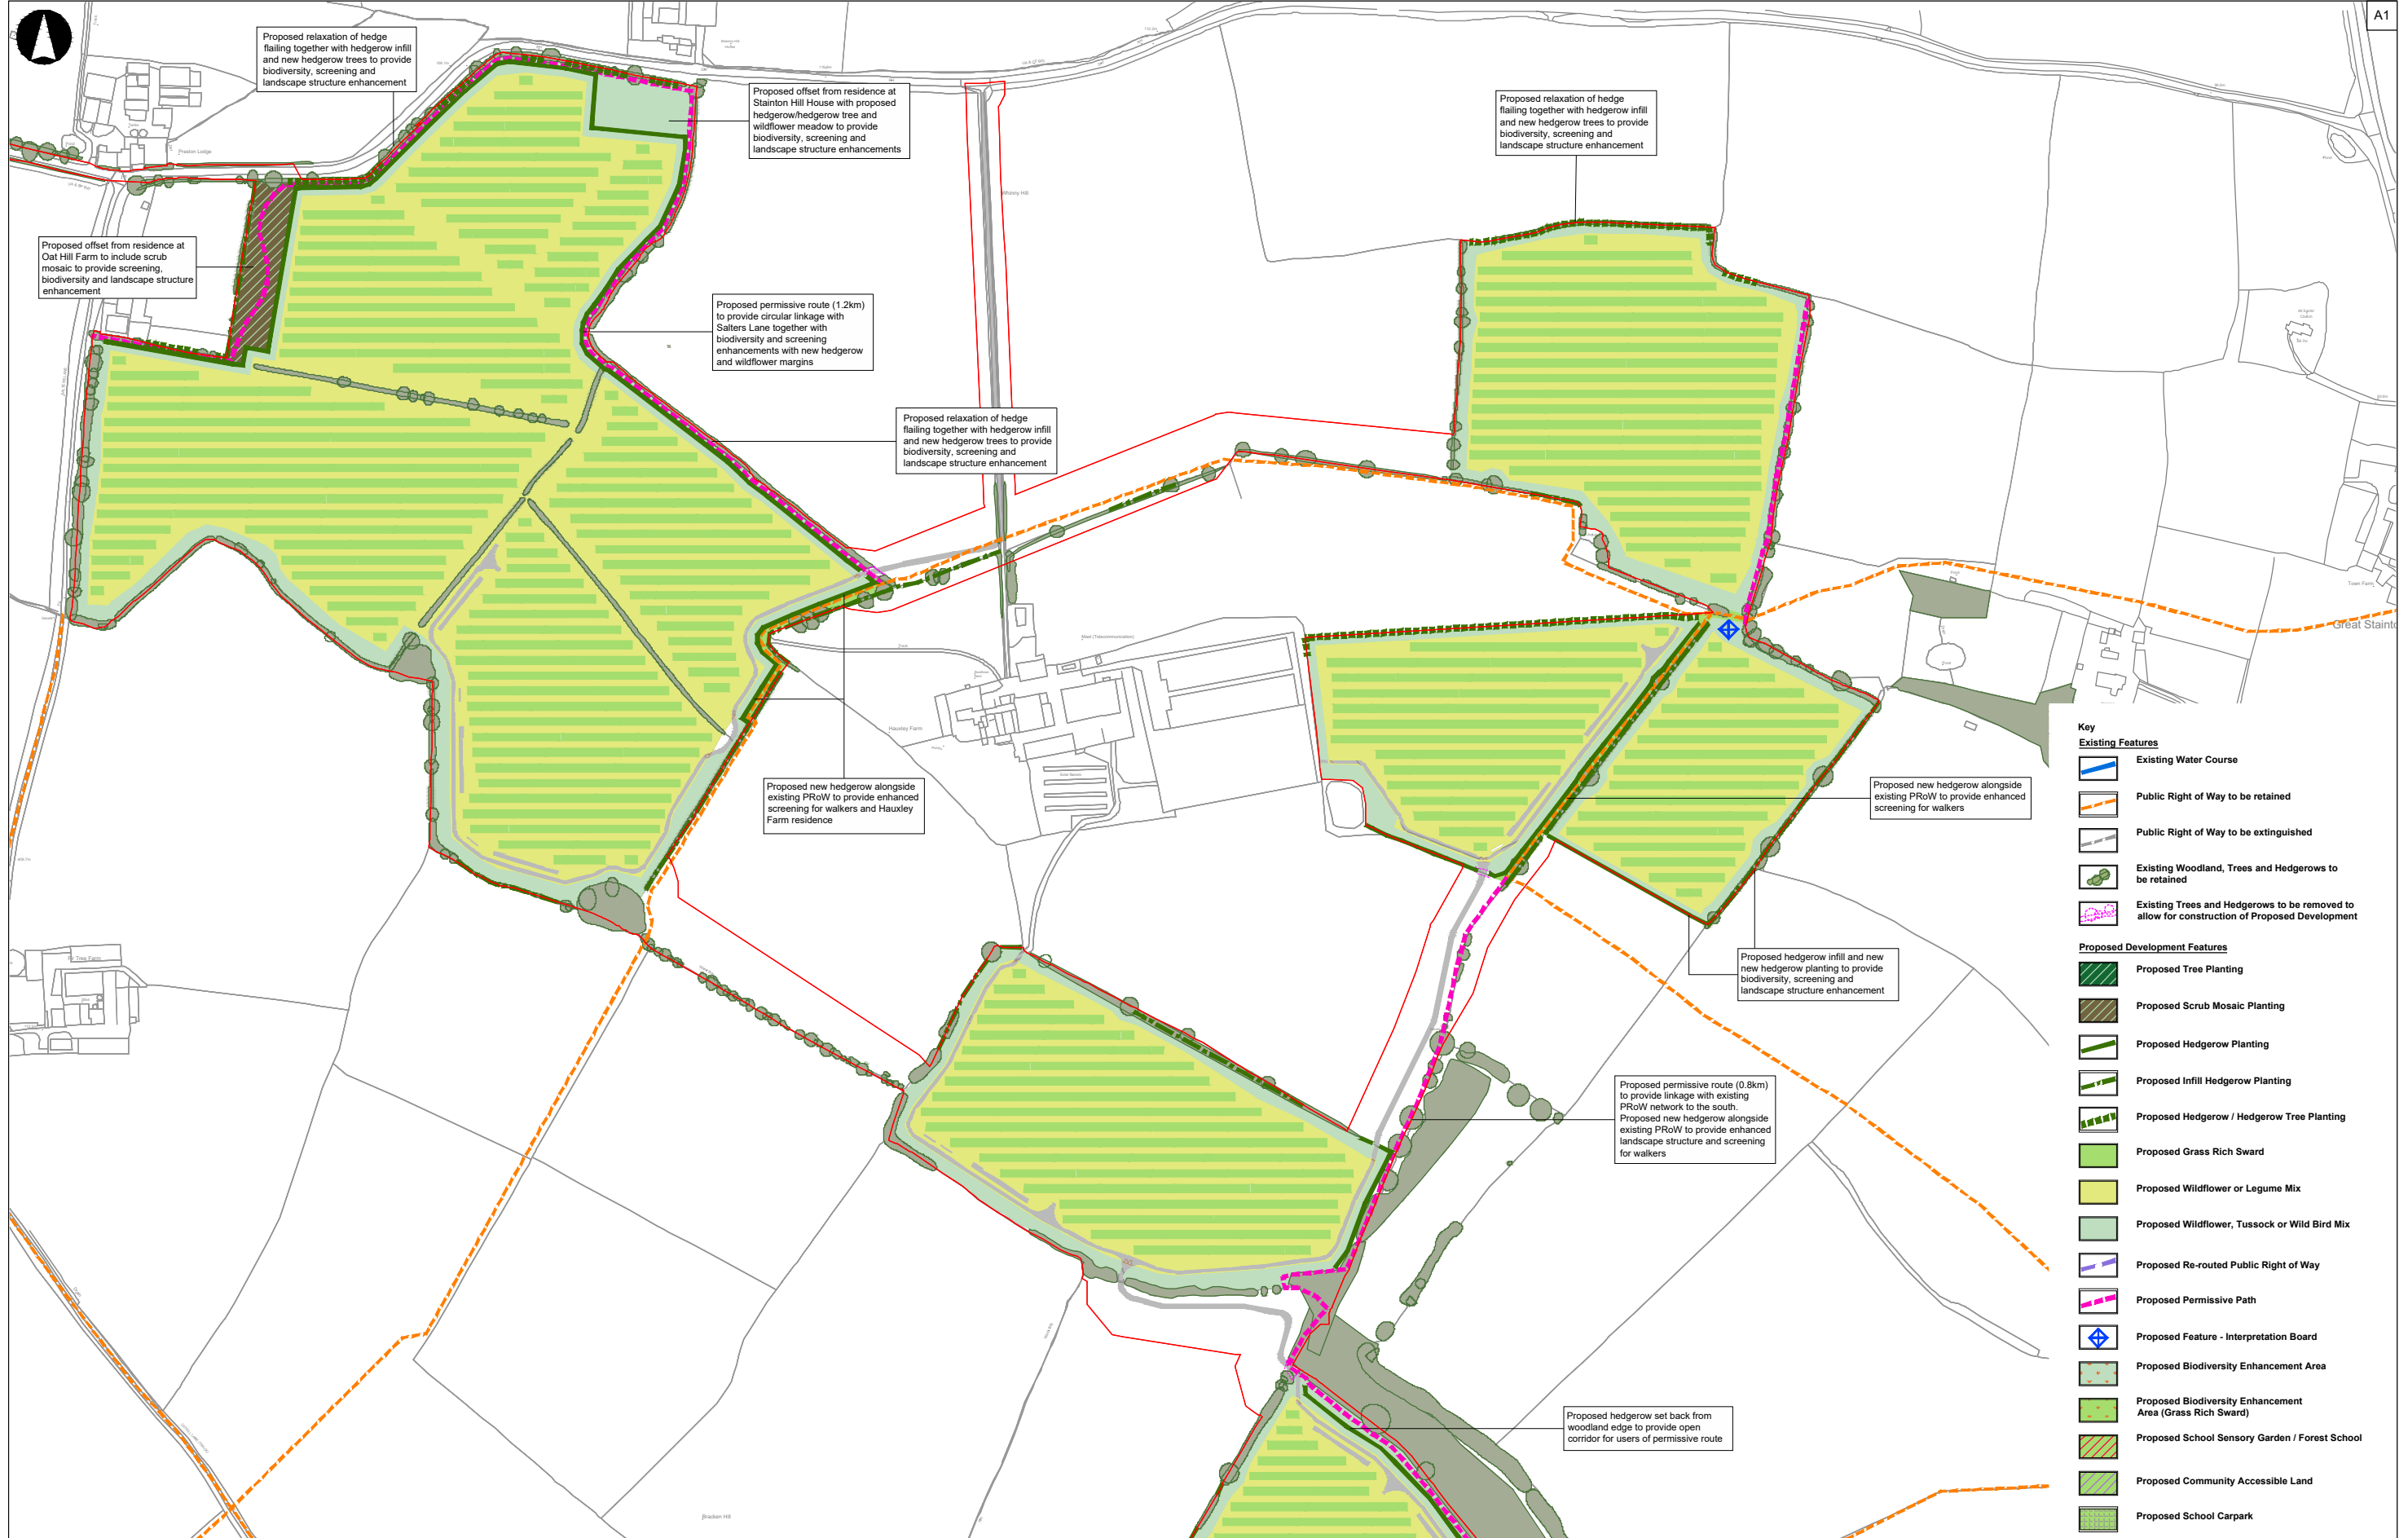 A1
Proposed relaxation of hedge
flailing together with hedgerow infill
and new hedgerow trees to provide
biodiversity, screening and
landscape structure enhancement
Proposed offset from residence at
Stainton Hill House with proposed
hedgerow/hedgerow tree and
wildflower meadow to provide
biodiversity, screening and
landscape structure enhancements
Proposed relaxation of hedge
flailing together with hedgerow infill
and new hedgerow trees to provide
biodiversity, screening and
landscape structure enhancement
Preston Lodge
Whinny Hill
Proposed offset from residence at
Oat Hill Farm to include scrub
mosaic to provide screening,
biodiversity and landscape structure
enhancement
Proposed permissive route (1.2km)
to provide circular linkage with
Salters Lane together with
biodiversity and screening
enhancements with new hedgerow
and wildflower margins
Proposed relaxation of hedge
flailing together with hedgerow infill
and new hedgerow trees to provide
biodiversity, screening and
landscape structure enhancement
Town Farm
Great Stainto
Mast (Telecommunication)
Hauxley Farm
Proposed new hedgerow alongside
existing PRoW to provide enhanced
screening for walkers and Hauxley
Farm residence
Proposed new hedgerow alongside
existing PRoW to provide enhanced
screening for walkers
Proposed hedgerow infill and new
new hedgerow planting to provide
biodiversity, screening and
landscape structure enhancement
Tree Farm
Proposed permissive route (0.8km)
to provide linkage with existing
PRoW network to the south.
Proposed new hedgerow alongside
existing PRoW to provide enhanced
landscape structure and screening
for walkers
Proposed hedgerow set back from
woodland edge to provide open
corridor for users of permissive route
Bracken Hill
Key
Existing Features
Existing Water Course
Public Right of Way to be retained
Public Right of Way to be extinguished
Existing Woodland, Trees and Hedgerows to
be retained
Existing Trees and Hedgerows to be removed to
allow for construction of Proposed Development
Proposed Development Features
Proposed Tree Planting
Proposed Scrub Mosaic Planting
Proposed Hedgerow Planting
Proposed Infill Hedgerow Planting
Proposed Hedgerow / Hedgerow Tree Planting
Proposed Grass Rich Sward
Proposed Wildflower or Legume Mix
Proposed Wildflower, Tussock or Wild Bird Mix
Proposed Re-routed Public Right of Way
Proposed Permissive Path
Proposed Feature - Interpretation Board
Proposed Biodiversity Enhancement Area
Proposed Biodiversity Enhancement
Area (Grass Rich Sward)
Proposed School Sensory Garden / Forest School
Proposed Community Accessible Land
Proposed School Carpark